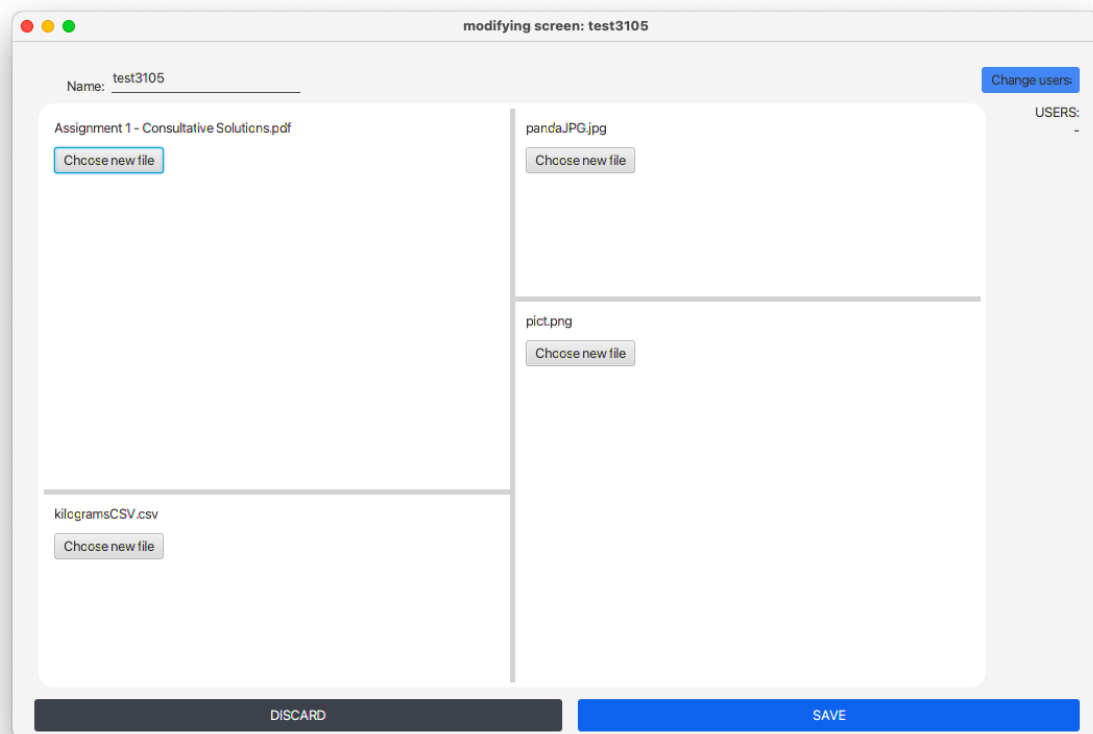 modifying screen: test3105
Name: test3105
Change users:
USERS:
-
Assignment 1 - Consultative Solutions.pdf
Choose new file
pandaJPG.jpg
Choose new file
pict.png
Choose new file
kilogramsCSV.csv
Choose new file
DISCARD
SAVE